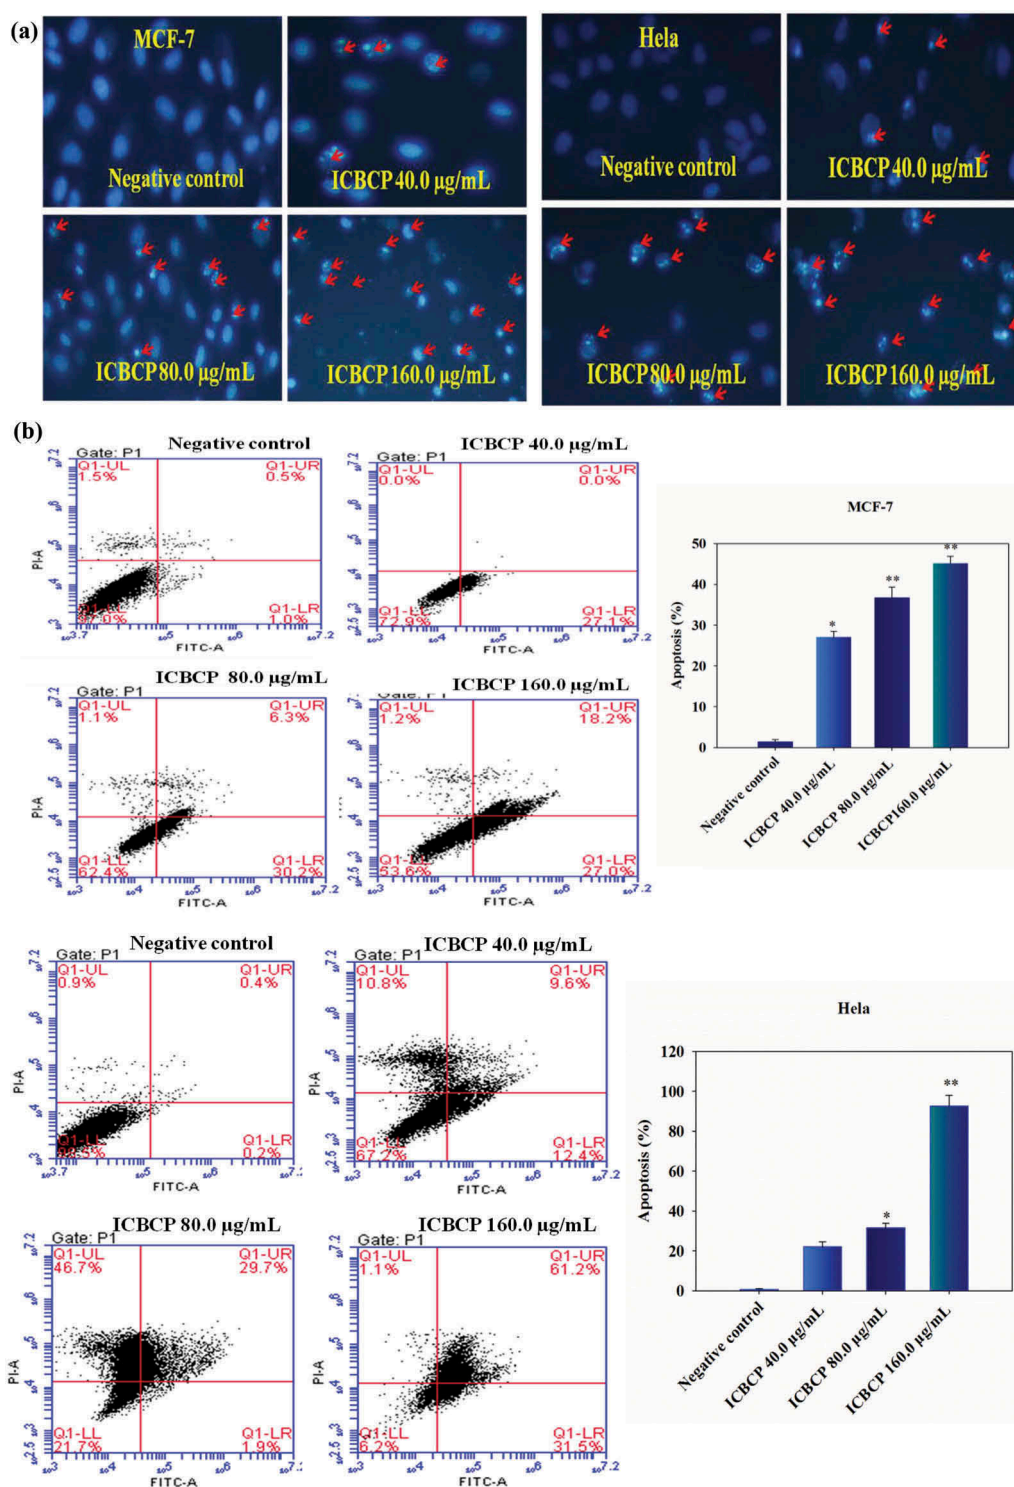 (a)
MCF-7
Negative control
ICBCP 40.0 µg/mL
Hela
Negative control
ICBCP 40.0 µg/mL
ICBCP 80.0 µg/mL
ICBCP 160.0 µg/mL
ICBCP 80.0 µg/mL
ICBCP 160.0 µg/mL
(b)
Negative control
Gate: P1
Q1-UL
1.5%
Q1-UR
0.5%
Q1-LR
1.0%
PI-A
FITC-A
ICBCP 40.0 µg/mL
Gate: P1
Q1-UL
0.0%
Q1-UR
0.0%
Q1-LL
72.9%
Q1-LR
27.1%
PI-A
FITC-A
ICBCP 80.0 µg/mL
Gate: P1
Q1-UL
1.1%
Q1-UR
6.3%
Q1-LL
62.4%
Q1-LR
30.2%
PI-A
FITC-A
ICBCP 160.0 µg/mL
Gate: P1
Q1-UL
1.2%
Q1-UR
18.2%
Q1-LL
53.6%
Q1-LR
27.0%
PI-A
FITC-A
MCF-7
Apoptosis (%)
50
40
30
20
10
0
*
**
**
Negative control
ICBCP 40.0 µg/mL
ICBCP 80.0 µg/mL
ICBCP160.0 µg/mL
Negative control
Gate: P1
Q1-UL
0.9%
Q1-UR
0.4%
Q1-LR
0.2%
PI-A
FITC-A
ICBCP 40.0 µg/mL
Gate: P1
Q1-UL
10.8%
Q1-UR
9.6%
Q1-LL
67.2%
Q1-LR
12.4%
PI-A
FITC-A
ICBCP 80.0 µg/mL
Gate: P1
Q1-UL
46.7%
Q1-UR
29.7%
Q1-LL
21.7%
Q1-LR
1.9%
PI-A
FITC-A
ICBCP 160.0 µg/mL
Gate: P1
Q1-UL
1.1%
Q1-UR
61.2%
Q1-LL
6.2%
Q1-LR
31.5%
PI-A
FITC-A
Hela
Apoptosis (%)
120
100
80
60
40
20
0
*
**
Negative control
ICBCP 40.0 µg/mL
ICBCP 80.0 µg/mL
ICBCP 160.0 µg/mL